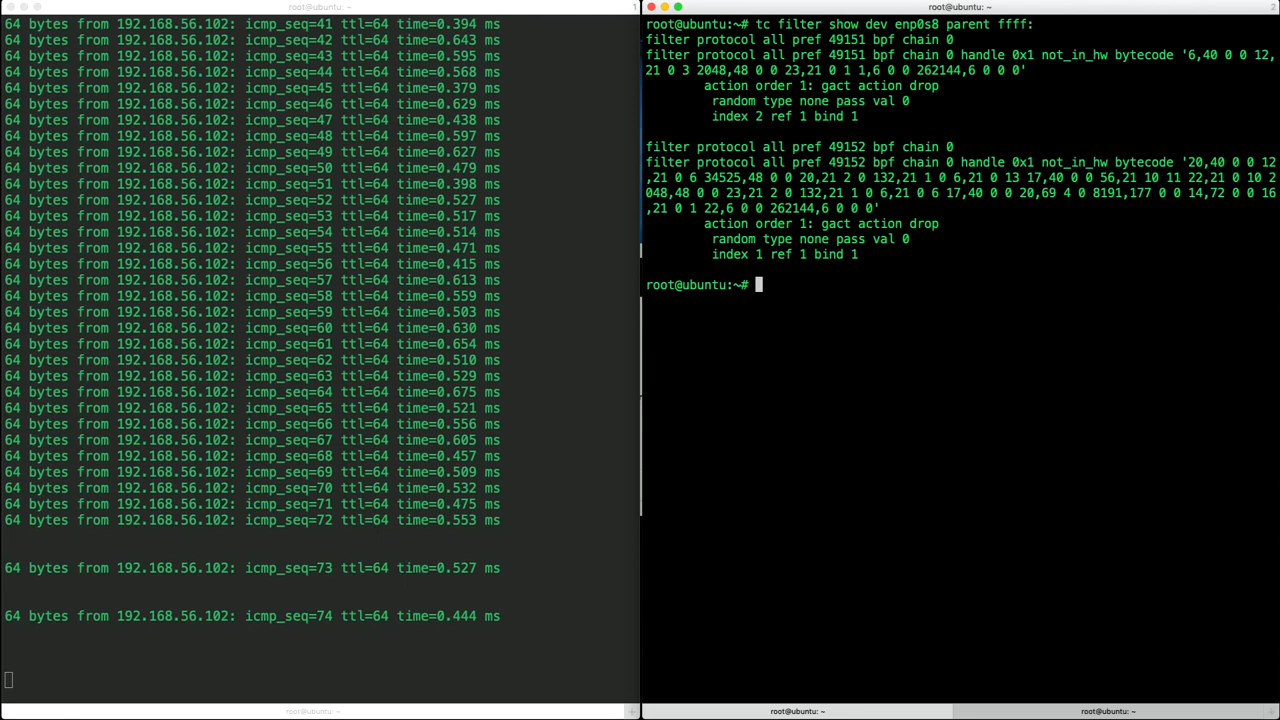 root@ubuntu: ~
1
64 bytes from 192.168.56.102: icmp_seq=41 ttl=64 time=0.394 ms
64 bytes from 192.168.56.102: icmp_seq=42 ttl=64 time=0.643 ms
64 bytes from 192.168.56.102: icmp_seq=43 ttl=64 time=0.595 ms
64 bytes from 192.168.56.102: icmp_seq=44 ttl=64 time=0.568 ms
64 bytes from 192.168.56.102: icmp_seq=45 ttl=64 time=0.379 ms
64 bytes from 192.168.56.102: icmp_seq=46 ttl=64 time=0.629 ms
64 bytes from 192.168.56.102: icmp_seq=47 ttl=64 time=0.438 ms
64 bytes from 192.168.56.102: icmp_seq=48 ttl=64 time=0.597 ms
64 bytes from 192.168.56.102: icmp_seq=49 ttl=64 time=0.627 ms
64 bytes from 192.168.56.102: icmp_seq=50 ttl=64 time=0.479 ms
64 bytes from 192.168.56.102: icmp_seq=51 ttl=64 time=0.398 ms
64 bytes from 192.168.56.102: icmp_seq=52 ttl=64 time=0.527 ms
64 bytes from 192.168.56.102: icmp_seq=53 ttl=64 time=0.517 ms
64 bytes from 192.168.56.102: icmp_seq=54 ttl=64 time=0.514 ms
64 bytes from 192.168.56.102: icmp_seq=55 ttl=64 time=0.471 ms
64 bytes from 192.168.56.102: icmp_seq=56 ttl=64 time=0.415 ms
64 bytes from 192.168.56.102: icmp_seq=57 ttl=64 time=0.613 ms
64 bytes from 192.168.56.102: icmp_seq=58 ttl=64 time=0.559 ms
64 bytes from 192.168.56.102: icmp_seq=59 ttl=64 time=0.503 ms
64 bytes from 192.168.56.102: icmp_seq=60 ttl=64 time=0.630 ms
64 bytes from 192.168.56.102: icmp_seq=61 ttl=64 time=0.654 ms
64 bytes from 192.168.56.102: icmp_seq=62 ttl=64 time=0.510 ms
64 bytes from 192.168.56.102: icmp_seq=63 ttl=64 time=0.529 ms
64 bytes from 192.168.56.102: icmp_seq=64 ttl=64 time=0.675 ms
64 bytes from 192.168.56.102: icmp_seq=65 ttl=64 time=0.521 ms
64 bytes from 192.168.56.102: icmp_seq=66 ttl=64 time=0.556 ms
64 bytes from 192.168.56.102: icmp_seq=67 ttl=64 time=0.605 ms
64 bytes from 192.168.56.102: icmp_seq=68 ttl=64 time=0.457 ms
64 bytes from 192.168.56.102: icmp_seq=69 ttl=64 time=0.509 ms
64 bytes from 192.168.56.102: icmp_seq=70 ttl=64 time=0.532 ms
64 bytes from 192.168.56.102: icmp_seq=71 ttl=64 time=0.475 ms
64 bytes from 192.168.56.102: icmp_seq=72 ttl=64 time=0.553 ms
64 bytes from 192.168.56.102: icmp_seq=73 ttl=64 time=0.527 ms
64 bytes from 192.168.56.102: icmp_seq=74 ttl=64 time=0.444 ms
root@ubuntu: ~
root@ubuntu: ~
2
root@ubuntu:~# tc filter show dev enp0s8 parent ffff:
filter protocol all pref 49151 bpf chain 0
filter protocol all pref 49151 bpf chain 0 handle 0x1 not_in_hw bytecode '6,40 0 0 12,
21 0 3 2048,48 0 0 23,21 0 1 1,6 0 0 262144,6 0 0 0'
action order 1: gact action drop
random type none pass val 0
index 2 ref 1 bind 1
filter protocol all pref 49152 bpf chain 0
filter protocol all pref 49152 bpf chain 0 handle 0x1 not_in_hw bytecode '20,40 0 0 12
,21 0 6 34525,48 0 0 20,21 2 0 132,21 1 0 6,21 0 13 17,40 0 0 56,21 10 11 22,21 0 10 2
048,48 0 0 23,21 2 0 132,21 1 0 6,21 0 6 17,40 0 0 20,69 4 0 8191,177 0 0 14,72 0 0 16
,21 0 1 22,6 0 0 262144,6 0 0 0'
action order 1: gact action drop
random type none pass val 0
index 1 ref 1 bind 1
root@ubuntu:~#
root@ubuntu: ~
root@ubuntu: ~